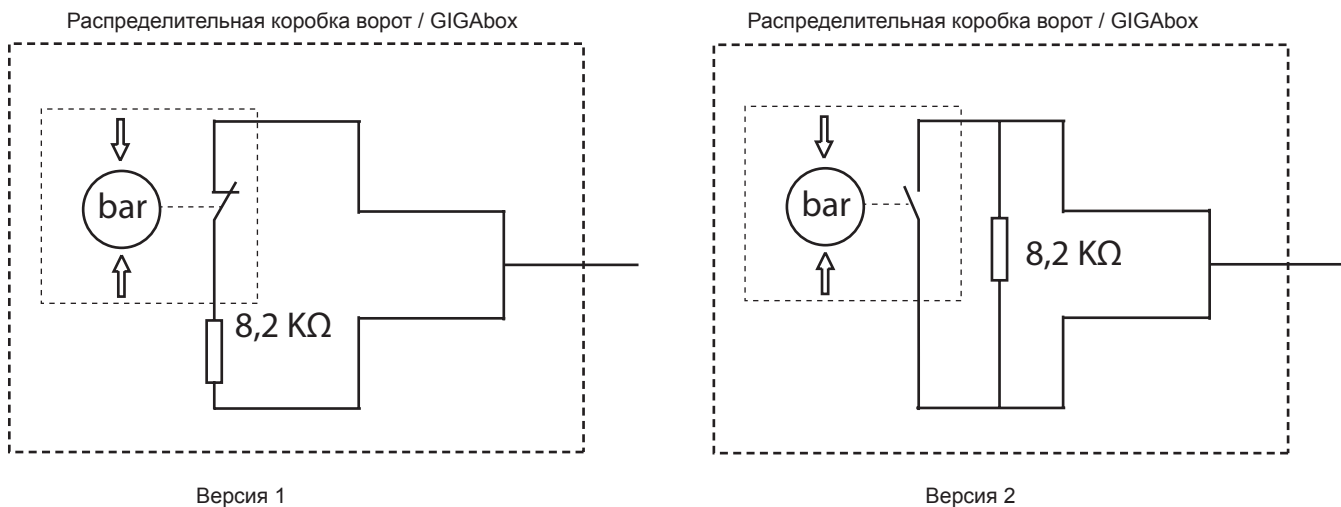 Распределительная коробка ворот / GIGAbox
bar
8,2 KΩ
Версия 1
Распределительная коробка ворот / GIGAbox
bar
8,2 KΩ
Версия 2